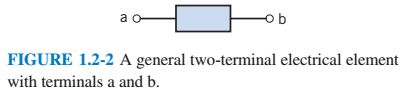 a b
FIGURE 1.2-2 A general two-terminal electrical element
with terminals a and b.